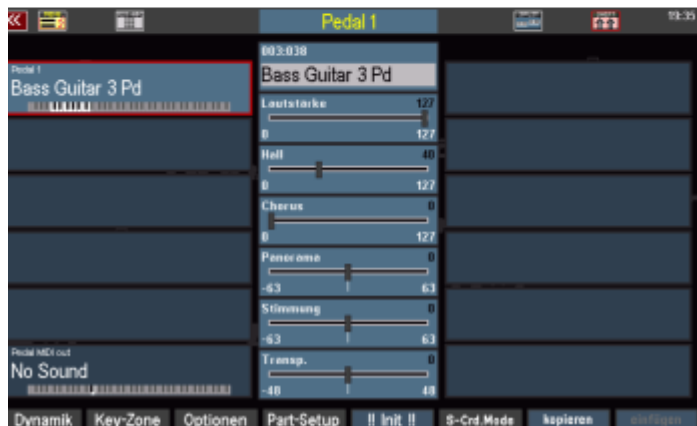 Pedal 1
19:35
Pedal 1
Bass Guitar 3 Pd
003:038
Bass Guitar 3 Pd
Lautstärke 127
0 127
Hall 40
0 127
Chorus 0
0 127
Panorama 0
-63 63
Stimmung 0
-63 63
Transp. 0
-48 48
Pedal MIDI out
No Sound
Dynamik Key-Zone Optionen Part-Setup !! Init !! S-Crd.Mode kopieren einfügen